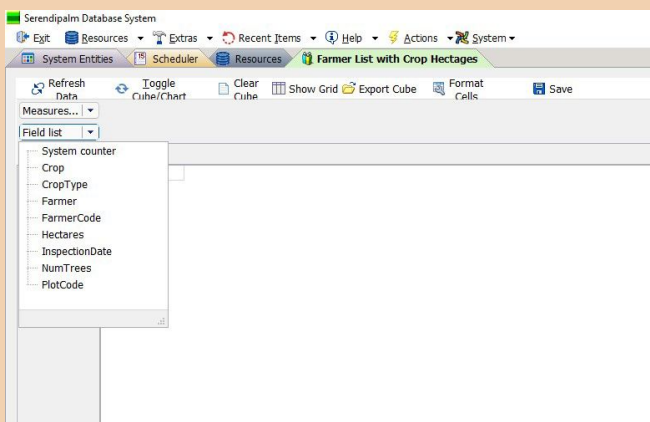 Serendipalm Database System
Exit Resources Extras Recent Items Help Actions System
System Entities Scheduler Resources Farmer List with Crop Hectages
Refresh Data Toggle Cube/Chart Clear Cube Show Grid Export Cube Format Cells Save
Measures...
Field list
System counter
Crop
CropType
Farmer
FarmerCode
Hectares
InspectionDate
NumTrees
PlotCode